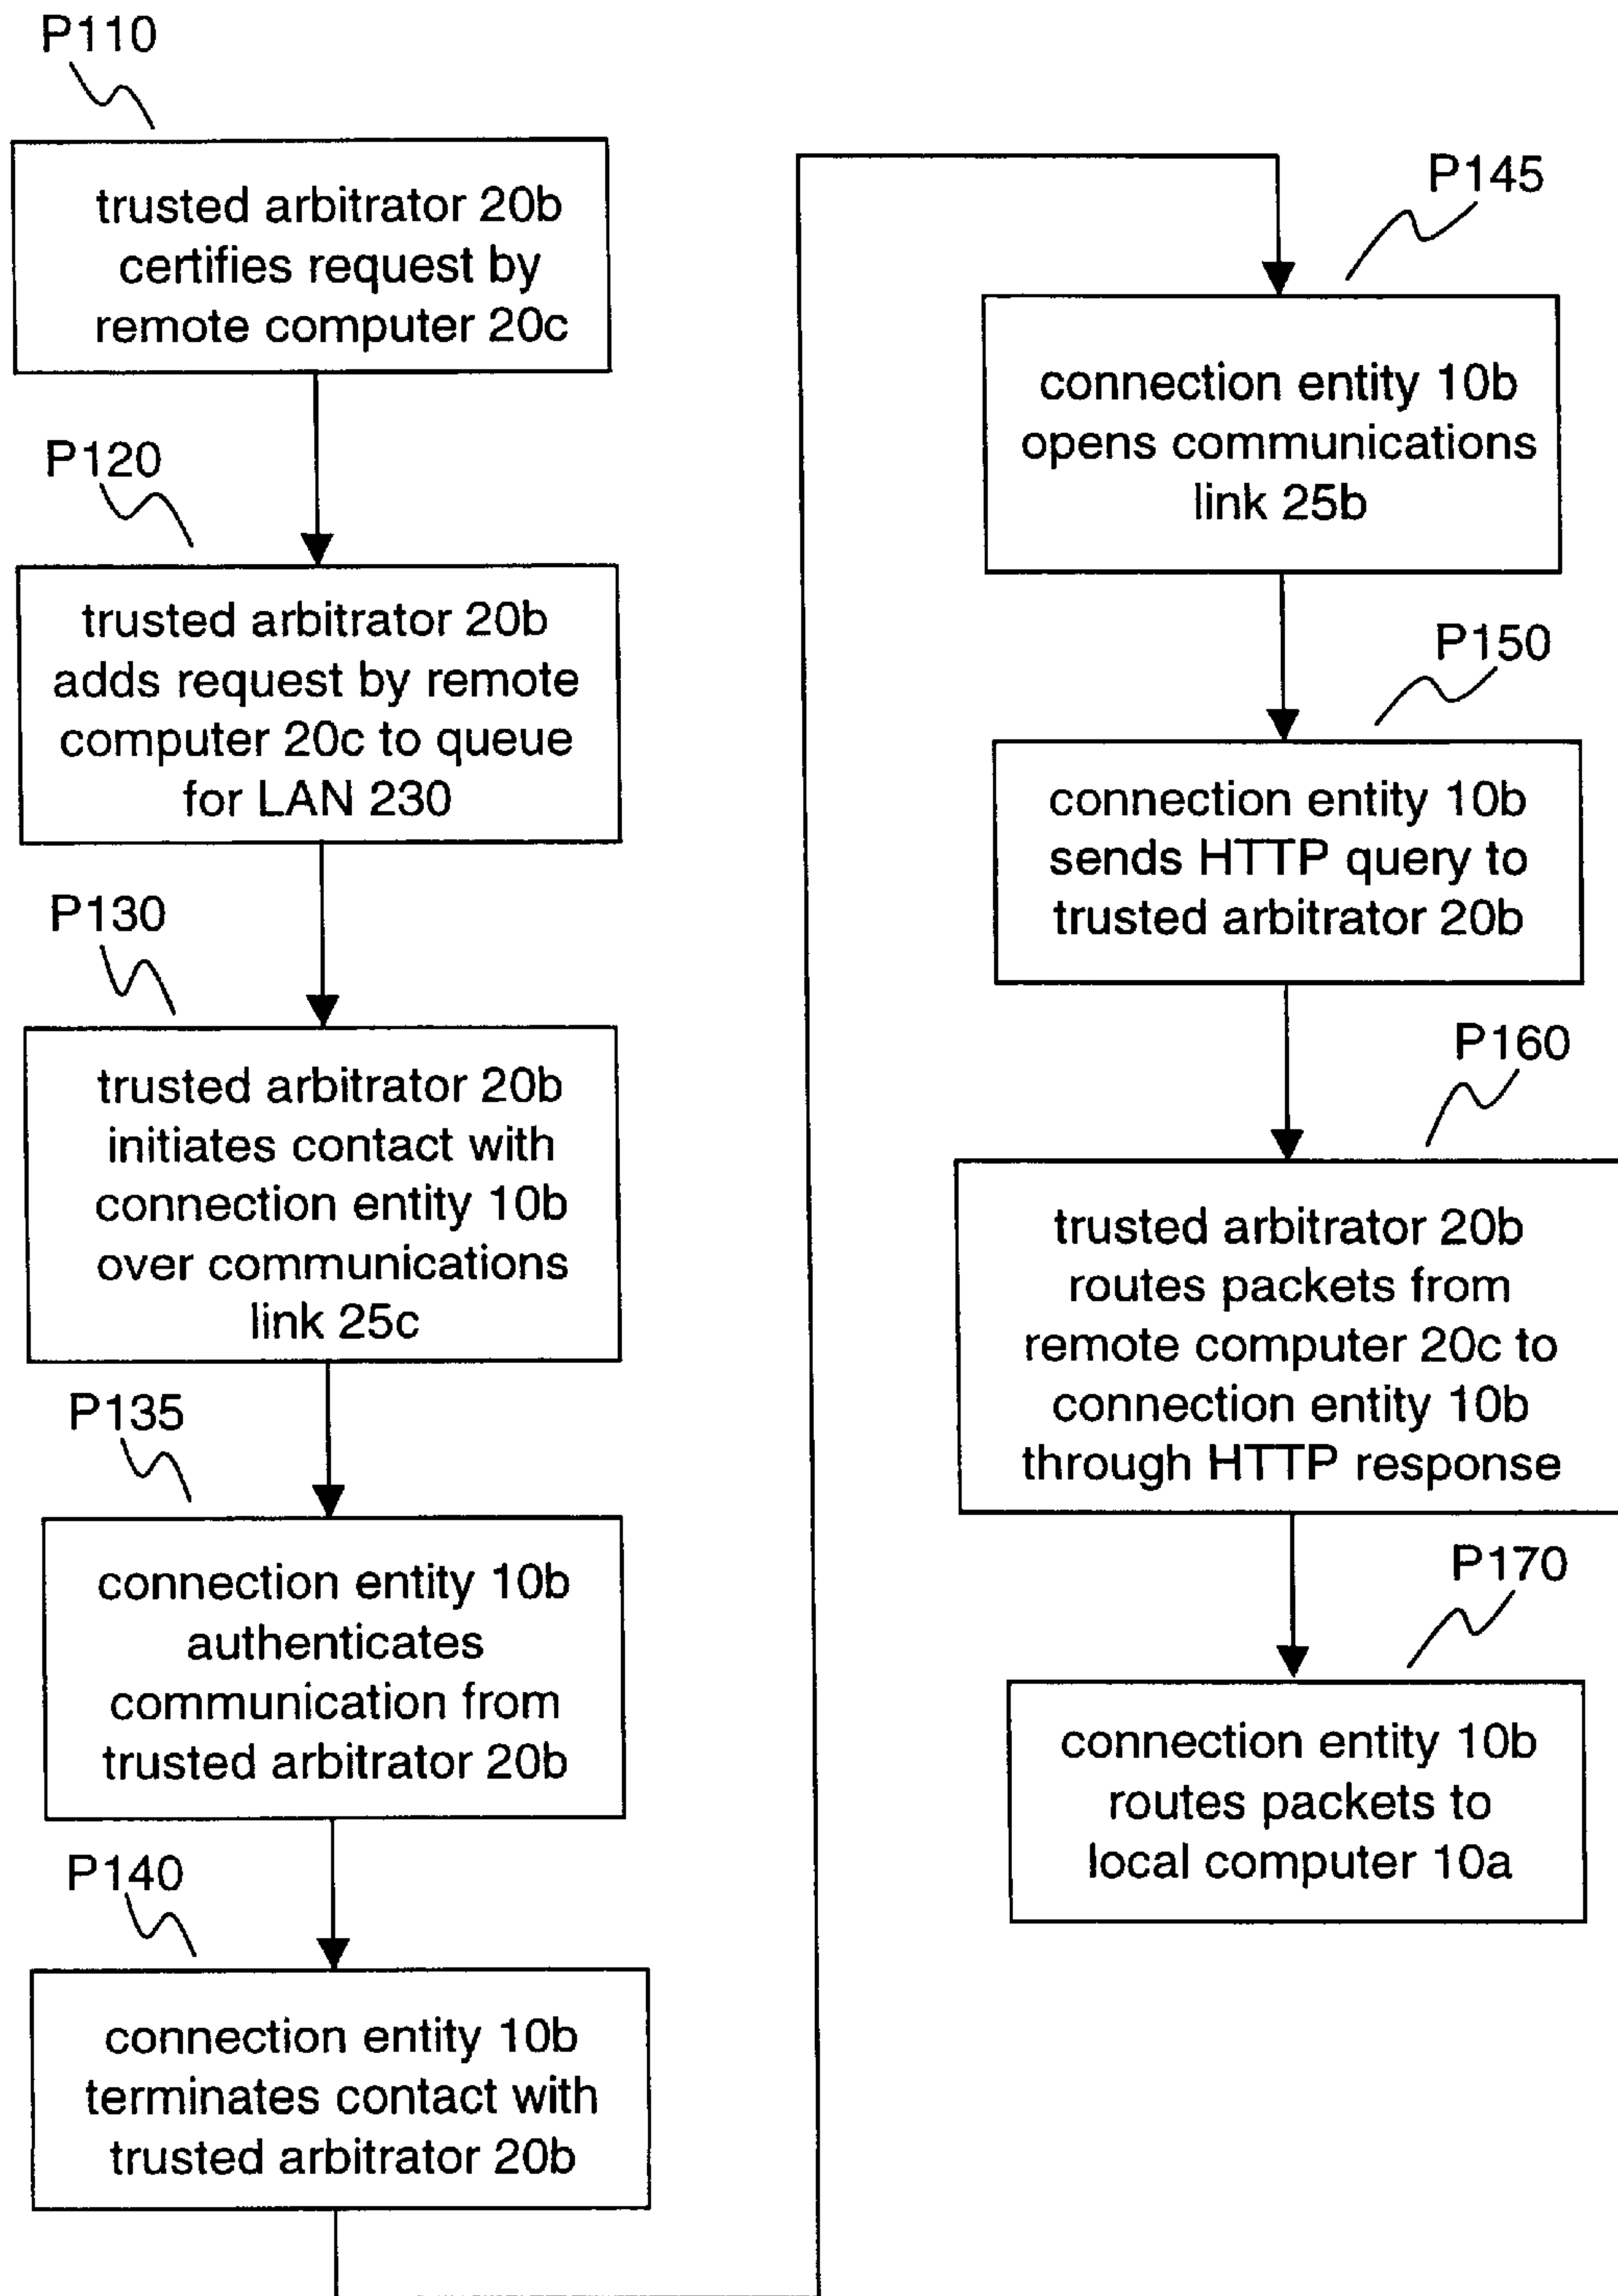 P110
trusted arbitrator 20b
certifies request by
remote computer 20c
P120
trusted arbitrator 20b
adds request by remote
computer 20c to queue
for LAN 230
P130
trusted arbitrator 20b
initiates contact with
connection entity 10b
over communications
link 25c
P135
connection entity 10b
authenticates
communication from
trusted arbitrator 20b
P140
connection entity 10b
terminates contact with
trusted arbitrator 20b
P145
connection entity 10b
opens communications
link 25b
P150
connection entity 10b
sends HTTP query to
trusted arbitrator 20b
P160
trusted arbitrator 20b
routes packets from
remote computer 20c to
connection entity 10b
through HTTP response
P170
connection entity 10b
routes packets to
local computer 10a